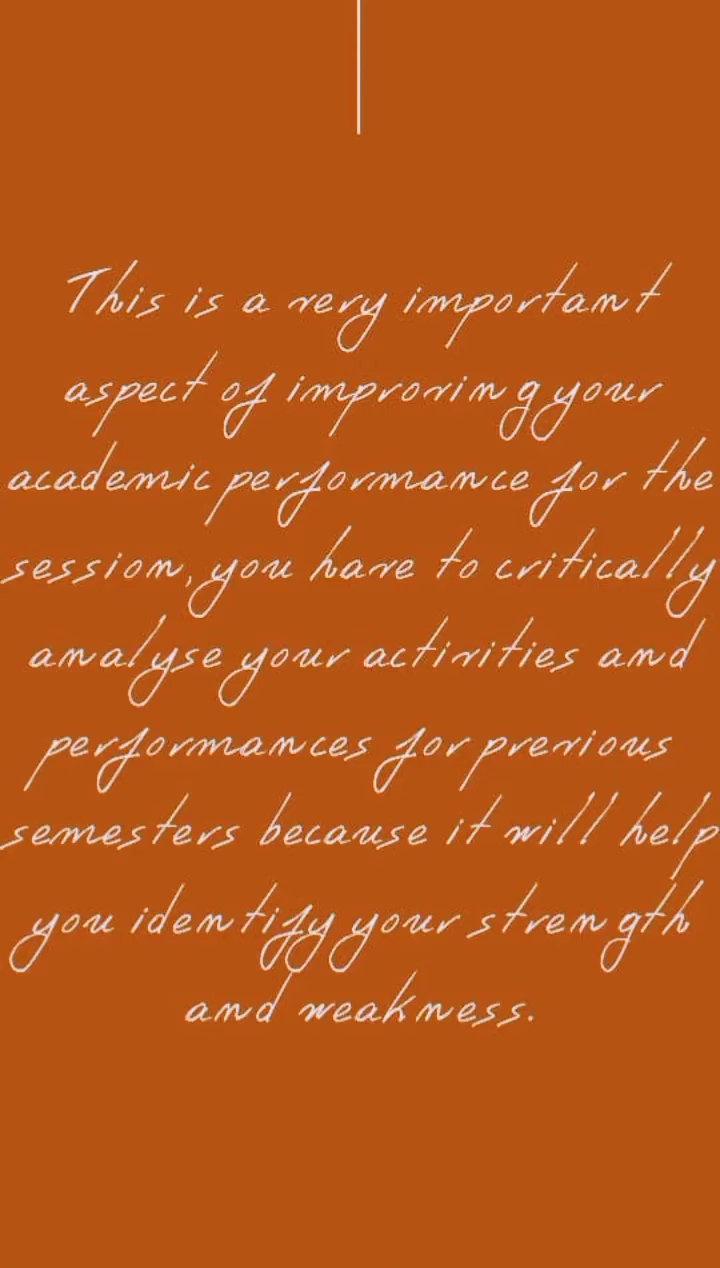 This is a very important
aspect of improving your
academic performance for the
session, you have to critically
analyse your activities and
performances for previous
semesters because it will help
you identify your strength
and weakness.